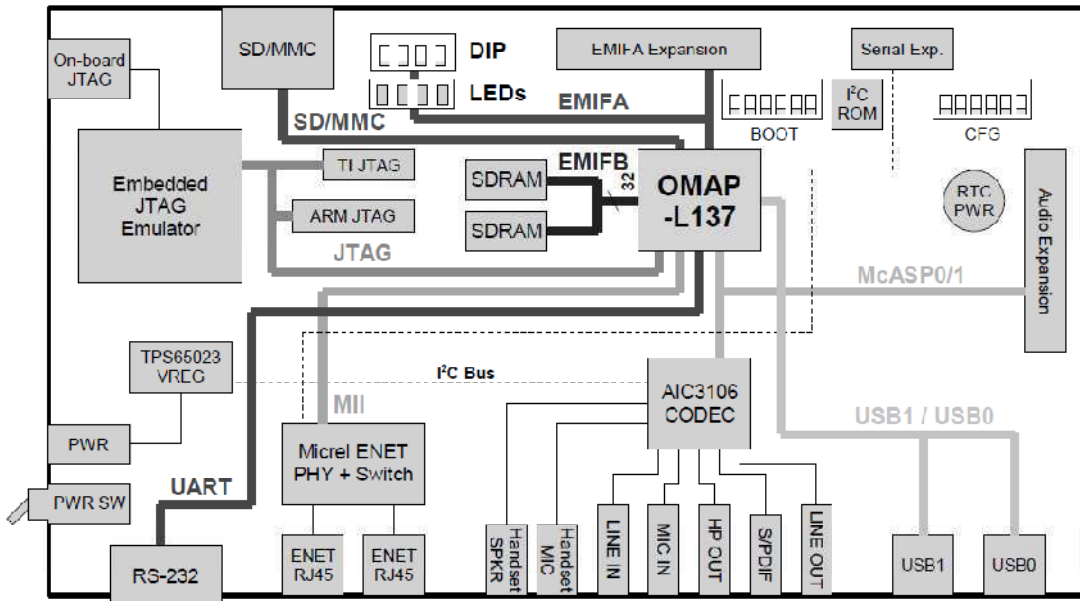 On-board
JTAG
SD/MMC
DIP
LEDs
EMIFA Expansion
Serial Exp.
EMIFA
BOOT
I²C
ROM
CFG
SD/MMC
Embedded
JTAG
Emulator
TI JTAG
ARM JTAG
JTAG
EMIFB
32
SDRAM
SDRAM
OMAP
-L137
RTC
PWR
Audio Expansion
McASP0/1
TPS65023
VREG
I²C Bus
AIC3106
CODEC
MII
USB1 / USB0
PWR
Micrel ENET
PHY + Switch
UART
PWR SW
RS-232
ENET
RJ45
ENET
RJ45
Handset
SPKR
Handset
MIC
LINE IN
MIC IN
HP OUT
S/PDIF
LINE OUT
USB1
USB0